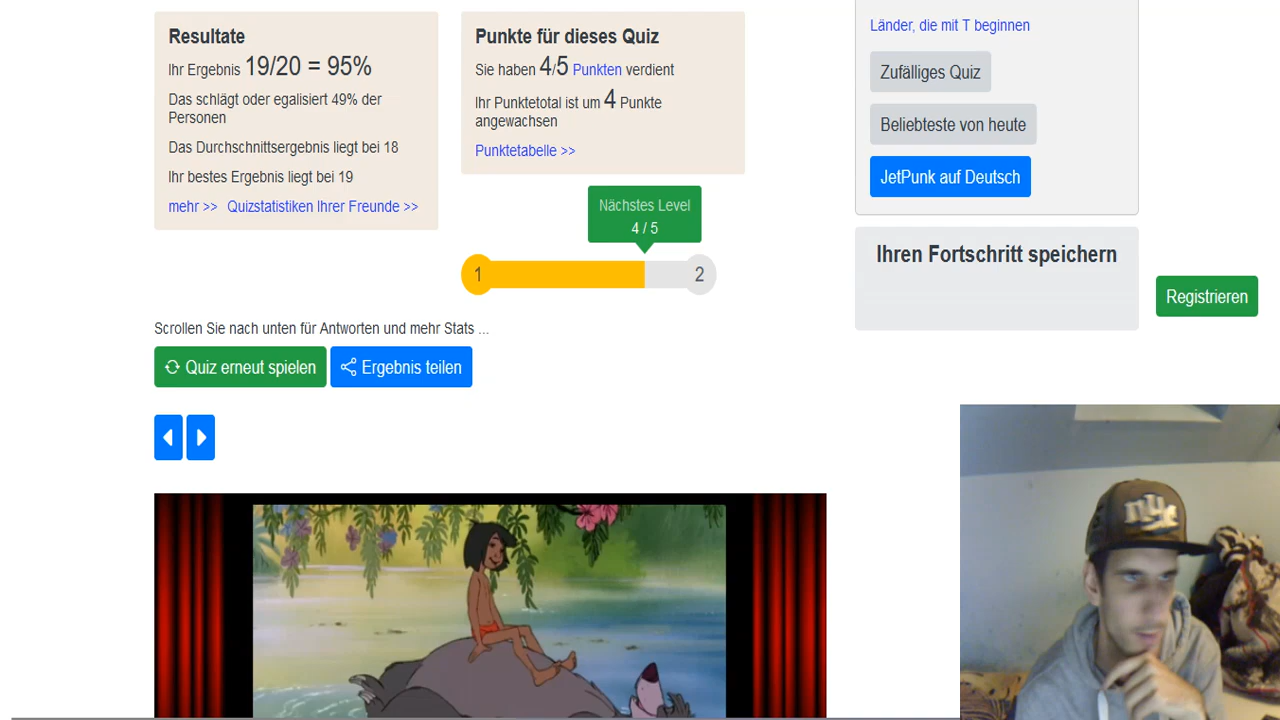 Resultate
Ihr Ergebnis 19/20 = 95%
Das schlägt oder egalisiert 49% der
Personen
Das Durchschnittsergebnis liegt bei 18
Ihr bestes Ergebnis liegt bei 19
mehr >> Quizstatistiken Ihrer Freunde >>
Punkte für dieses Quiz
Sie haben 4/5 Punkten verdient
Ihr Punktetotal ist um 4 Punkte
angewachsen
Punktetabelle >>
Nächstes Level
4 / 5
1
2
Scrollen Sie nach unten für Antworten und mehr Stats ...
Quiz erneut spielen
Ergebnis teilen
Länder, die mit T beginnen
Zufälliges Quiz
Beliebteste von heute
JetPunk auf Deutsch
Ihren Fortschritt speichern
Registrieren
nyc